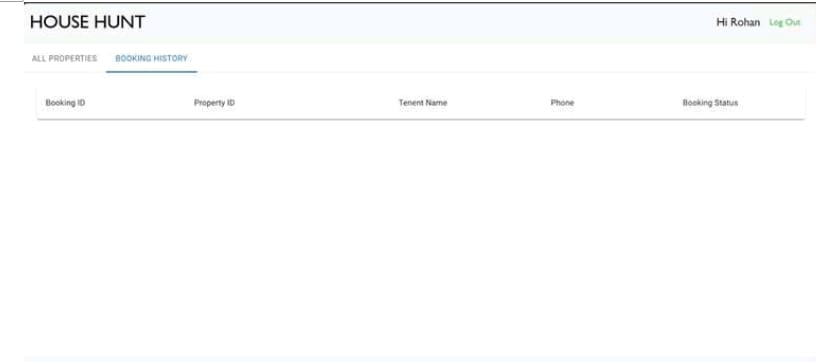 HOUSE HUNT Hi Rohan Log Out
ALL PROPERTIES BOOKING HISTORY
Booking ID Property ID Tenent Name Phone Booking Status